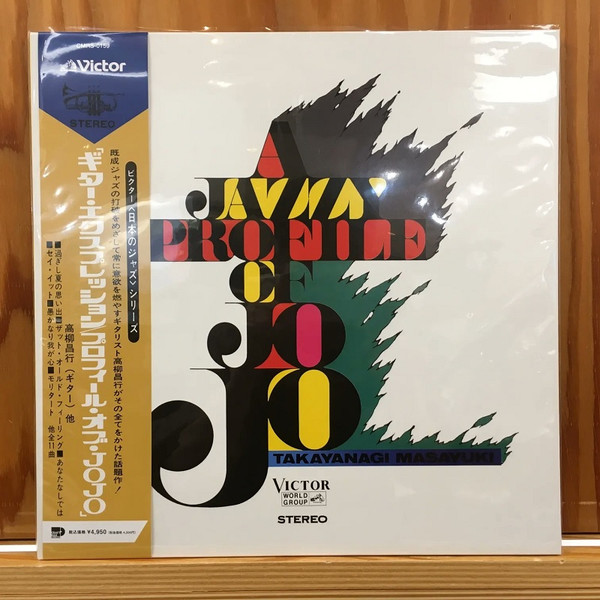 CMRS-0159
Victor
STEREO
ビクター《日本のジャズ》シリーズ
既成ジャズの打破をめざして常に意欲を燃やすギタリスト高柳昌行がその全てをかけた話題作!
「ギター・エクスプレッション/プロフィール・オブ・JOJO」
高柳昌行(ギター)他
■過ぎし夏の思い出■ザット・オールド・フィーリング■あなたなしでは
■セイ・イット■愚かなり我が心■モリタート 他全11曲
税込価格 ¥4,950
A
PROFILE
OF
JO
JO
TAKAYANAGI MASAYUKI
VICTOR
WORLD
GROUP
STEREO